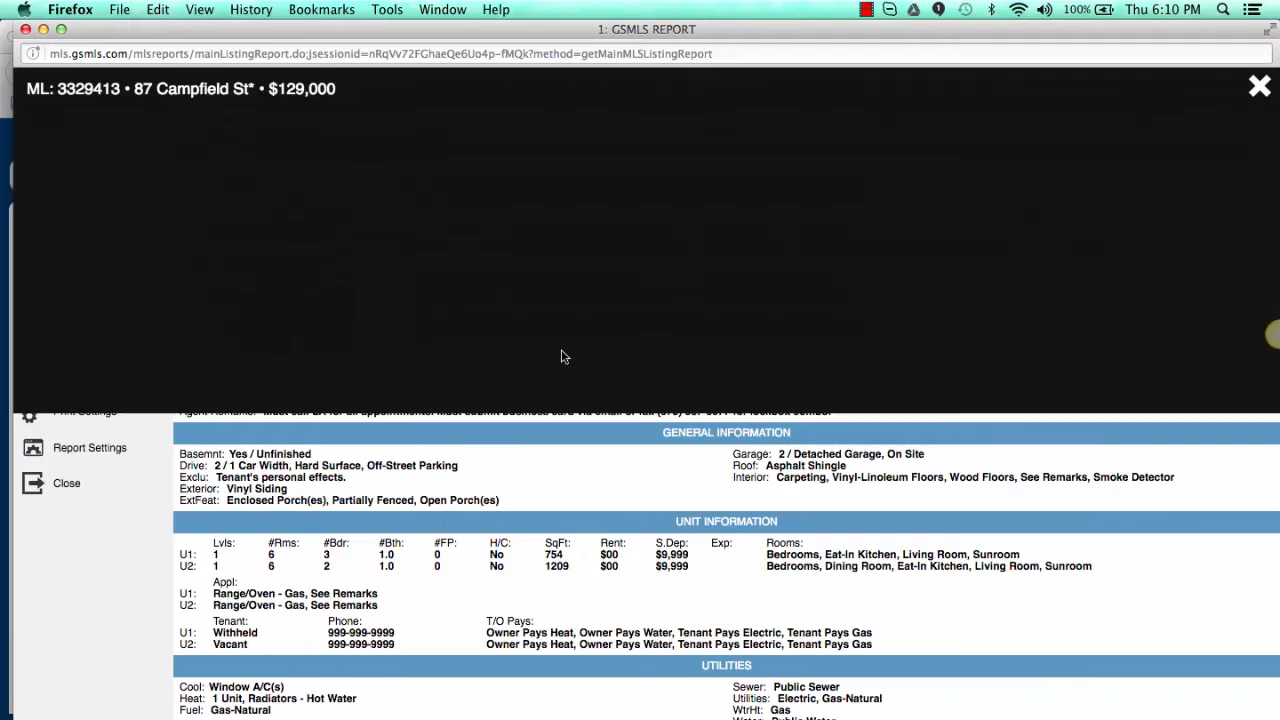 Firefox File Edit View History Bookmarks Tools Window Help 100% Thu 6:10 PM
1: GSMLS REPORT
mls.gsmls.com/mlsreports/mainListingReport.do;jsessionid=nRqVv72FGhaeQe6Uo4p-fMQk?method=getMainMLSListingReport
ML: 3329413 • 87 Campfield St* • $129,000
Report Settings
Close
GENERAL INFORMATION
Basemnt: Yes / Unfinished
Drive: 2 / 1 Car Width, Hard Surface, Off-Street Parking
Exclu: Tenant's personal effects.
Exterior: Vinyl Siding
ExtFeat: Enclosed Porch(es), Partially Fenced, Open Porch(es)
Garage: 2 / Detached Garage, On Site
Roof: Asphalt Shingle
Interior: Carpeting, Vinyl-Linoleum Floors, Wood Floors, See Remarks, Smoke Detector
UNIT INFORMATION
Lvls: #Rms: #Bdr: #Bth: #FP: H/C: SqFt: Rent: S.Dep: Exp: Rooms:
U1: 1 6 3 1.0 0 No 754 $00 $9,999 Bedrooms, Eat-In Kitchen, Living Room, Sunroom
U2: 1 6 2 1.0 0 No 1209 $00 $9,999 Bedrooms, Dining Room, Eat-In Kitchen, Living Room, Sunroom
Appl:
U1: Range/Oven - Gas, See Remarks
U2: Range/Oven - Gas, See Remarks
Tenant: Phone: T/O Pays:
U1: Withheld 999-999-9999 Owner Pays Heat, Owner Pays Water, Tenant Pays Electric, Tenant Pays Gas
U2: Vacant 999-999-9999 Owner Pays Heat, Owner Pays Water, Tenant Pays Electric, Tenant Pays Gas
UTILITIES
Cool: Window A/C(s)
Heat: 1 Unit, Radiators - Hot Water
Fuel: Gas-Natural
Sewer: Public Sewer
Utilities: Electric, Gas-Natural
WtrHt: Gas